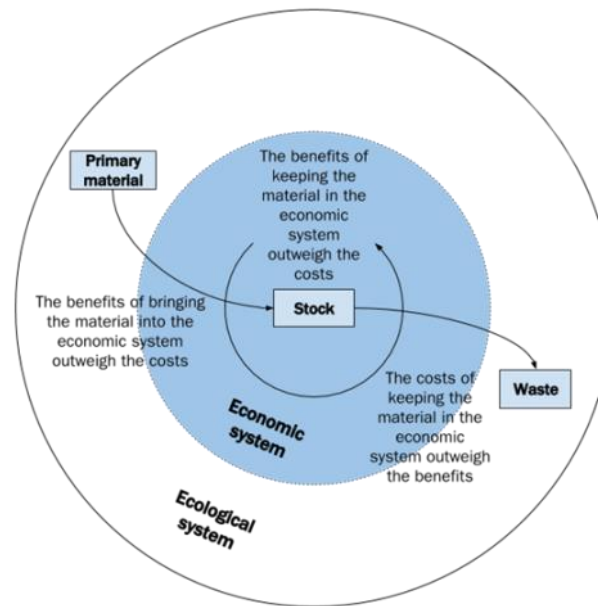 Primary
material
The benefits of
keeping the
material in the
economic
system
outweigh the
costs
The benefits of bringing
the material into the
economic system
outweigh the costs
Stock
The costs of
keeping the
material in the
economic
system outweigh
the benefits
Waste
Economic
system
Ecological
system